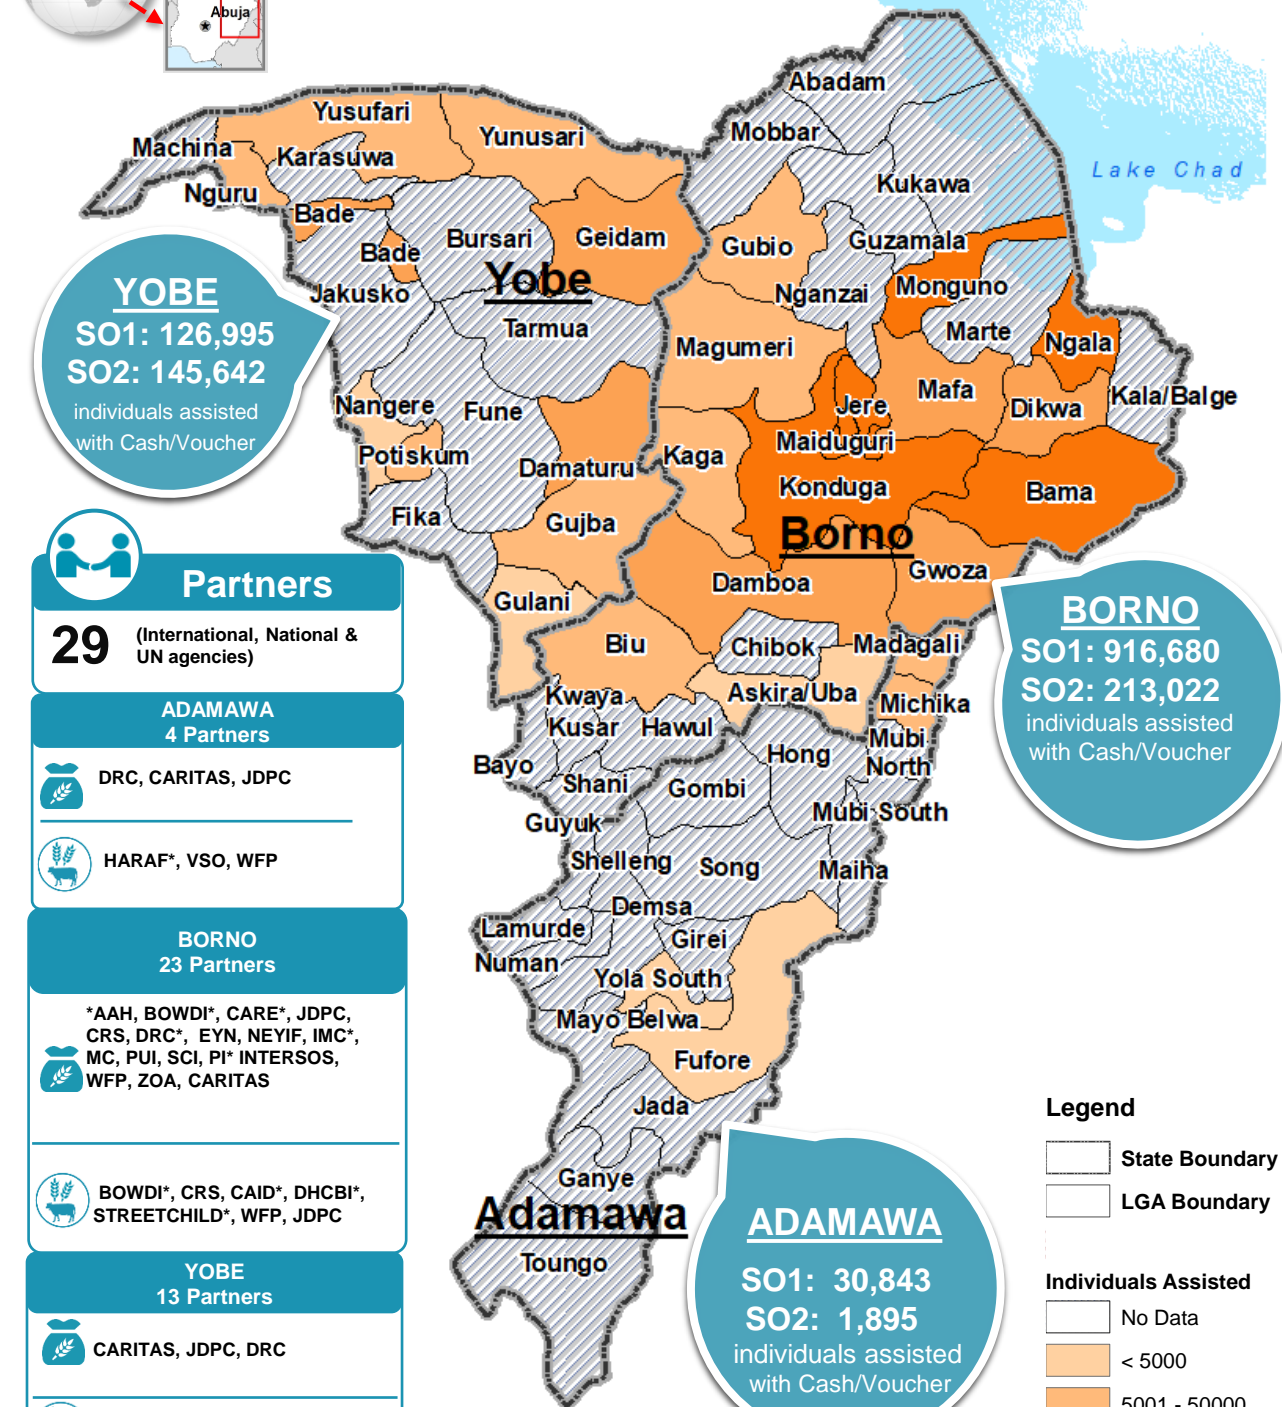 Abuja
Lake Chad
Abadam
Mobbar
Yusufari
Yunusari
Machina
Karasuwa
Kukawa
Nguru
Bade
Bursari
Geidam
Gubio
Guzamala
Bade
Yobe
Jakusko
Nganzai
Monguno
Tarmua
Marte
Magumeri
Ngala
Nangere
Fune
Jere
Mafa
Dikwa
Kala/Balge
Potiskum
Damaturu
Kaga
Maiduguri
Konduga
Bama
Fika
Gujba
Borno
Damboa
Gwoza
Gulani
Biu
Chibok
Madagali
Askira/Uba
Kwaya
Kusar
Hawul
Michika
Bayo
Shani
Hong
Mubi
North
Gombi
Guyuk
Mubi South
Shelleng
Song
Maiha
Demsa
Lamurde
Girei
Numan
Yola South
Mayo Belwa
Fufore
Jada
Ganye
Adamawa
Toungo
YOBE
SO1: 126,995
SO2: 145,642
individuals assisted
with Cash/Voucher
BORNO
SO1: 916,680
SO2: 213,022
individuals assisted
with Cash/Voucher
ADAMAWA
SO1: 30,843
SO2: 1,895
individuals assisted
with Cash/Voucher
Partners
29 (International, National &
UN agencies)
ADAMAWA
4 Partners
DRC, CARITAS, JDPC
HARAF*, VSO, WFP
BORNO
23 Partners
*AAH, BOWDI*, CARE*, JDPC,
CRS, DRC*, EYN, NEYIF, IMC*,
MC, PUI, SCI, PI* INTERSOS,
WFP, ZOA, CARITAS
BOWDI*, CRS, CAID*, DHCBI*,
STREETCHILD*, WFP, JDPC
YOBE
13 Partners
CARITAS, JDPC, DRC
Legend
State Boundary
LGA Boundary
Individuals Assisted
No Data
< 5000
5001 - 50000